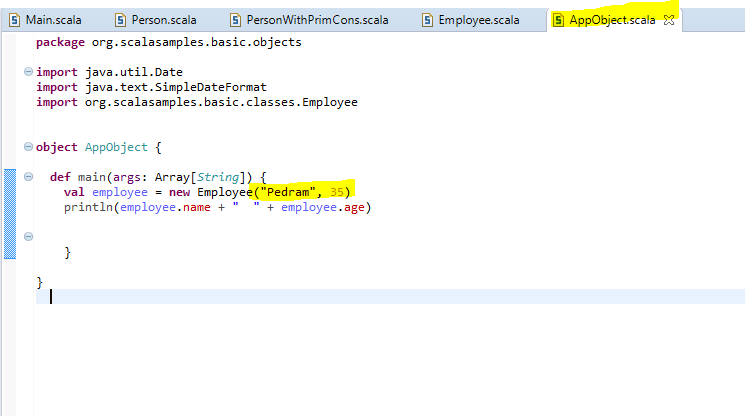 Main.scala Person.scala PersonWithPrimCons.scala Employee.scala AppObject.scala
package org.scalasamples.basic.objects
import java.util.Date
import java.text.SimpleDateFormat
import org.scalasamples.basic.classes.Employee
object AppObject {
def main(args: Array[String]) {
val employee = new Employee("Pedram", 35)
println(employee.name + "  " + employee.age)
}
}